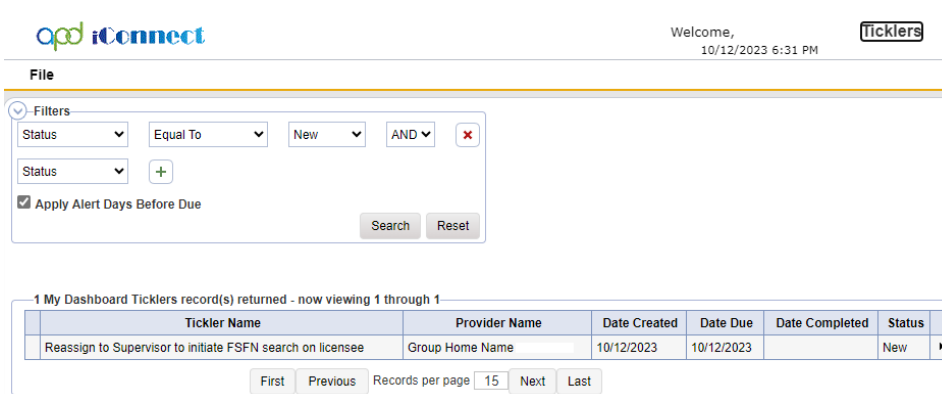 apd iConnect
Welcome,
10/12/2023 6:31 PM
Ticklers
File
Filters
Status Equal To New AND
Status
Apply Alert Days Before Due
Search Reset
1 My Dashboard Ticklers record(s) returned - now viewing 1 through 1
Tickler Name Provider Name Date Created Date Due Date Completed Status
Reassign to Supervisor to initiate FSFN search on licensee Group Home Name 10/12/2023 10/12/2023 New
First Previous Records per page 15 Next Last